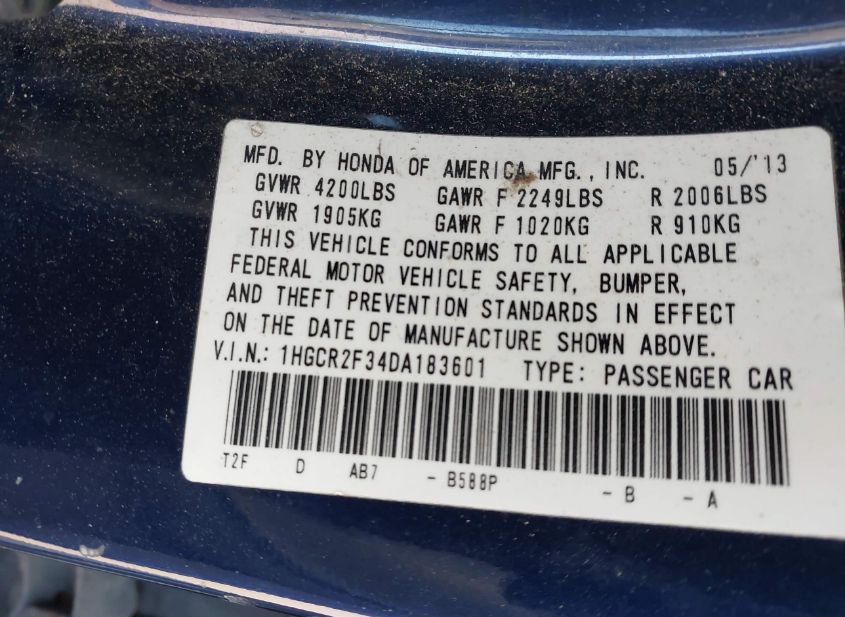 MFD. BY HONDA OF AMERICA MFG., INC. 05/'13
GVWR 4200LBS GAWR F 2249LBS R 2006LBS
GVWR 1905KG GAWR F 1020KG R 910KG
THIS VEHICLE CONFORMS TO ALL APPLICABLE
FEDERAL MOTOR VEHICLE SAFETY, BUMPER,
AND THEFT PREVENTION STANDARDS IN EFFECT
ON THE DATE OF MANUFACTURE SHOWN ABOVE.
V.I.N.: 1HGCR2F34DA183601 TYPE: PASSENGER CAR
T2F D AB7 - B588P - B - A